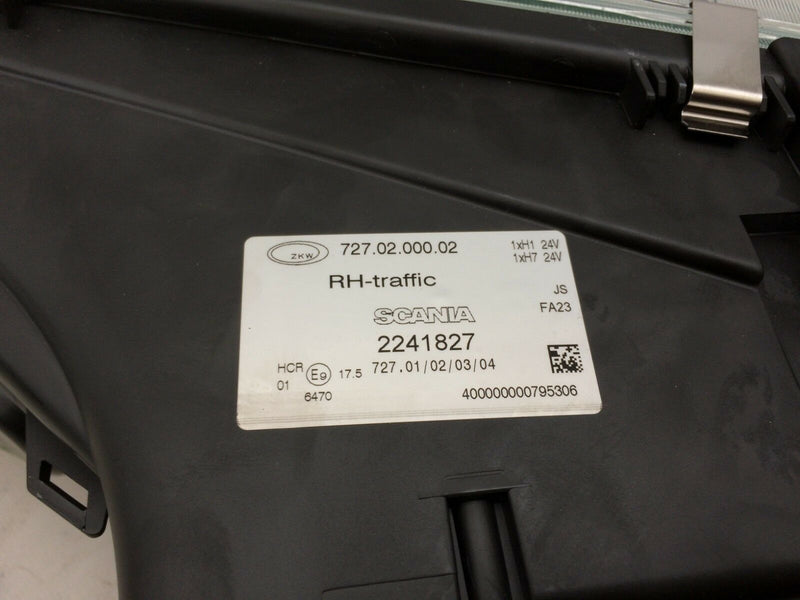 ZKW 727.02.000.02 1xH1 24V
1xH7 24V
RH-traffic
JS
SCANIA FA23
2241827
HCR E9 17.5 727.01/02/03/04
01
6470 400000000795306